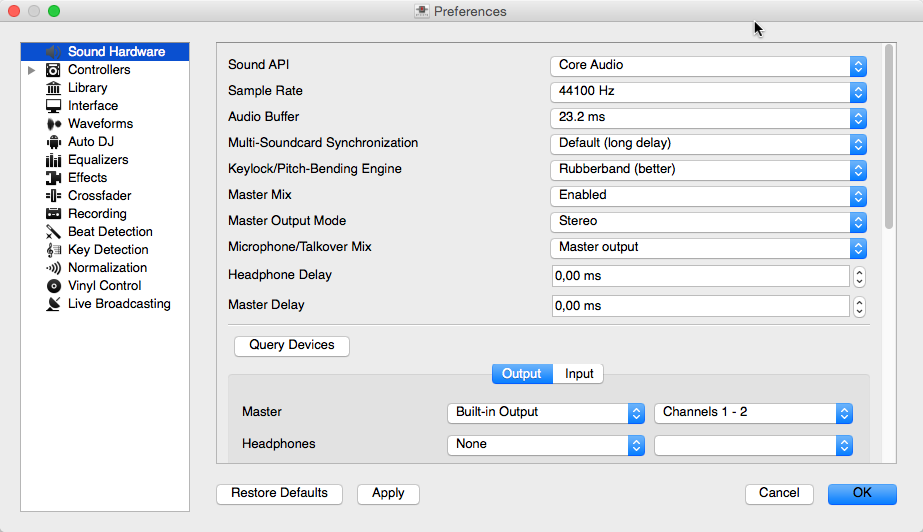 Preferences
Sound Hardware
Controllers
Library
Interface
Waveforms
Auto DJ
Equalizers
Effects
Crossfader
Recording
Beat Detection
Key Detection
Normalization
Vinyl Control
Live Broadcasting
Sound API Core Audio
Sample Rate 44100 Hz
Audio Buffer 23.2 ms
Multi-Soundcard Synchronization Default (long delay)
Keylock/Pitch-Bending Engine Rubberband (better)
Master Mix Enabled
Master Output Mode Stereo
Microphone/Talkover Mix Master output
Headphone Delay 0,00 ms
Master Delay 0,00 ms
Query Devices
Output Input
Master Built-in Output Channels 1 - 2
Headphones None
Restore Defaults Apply Cancel OK